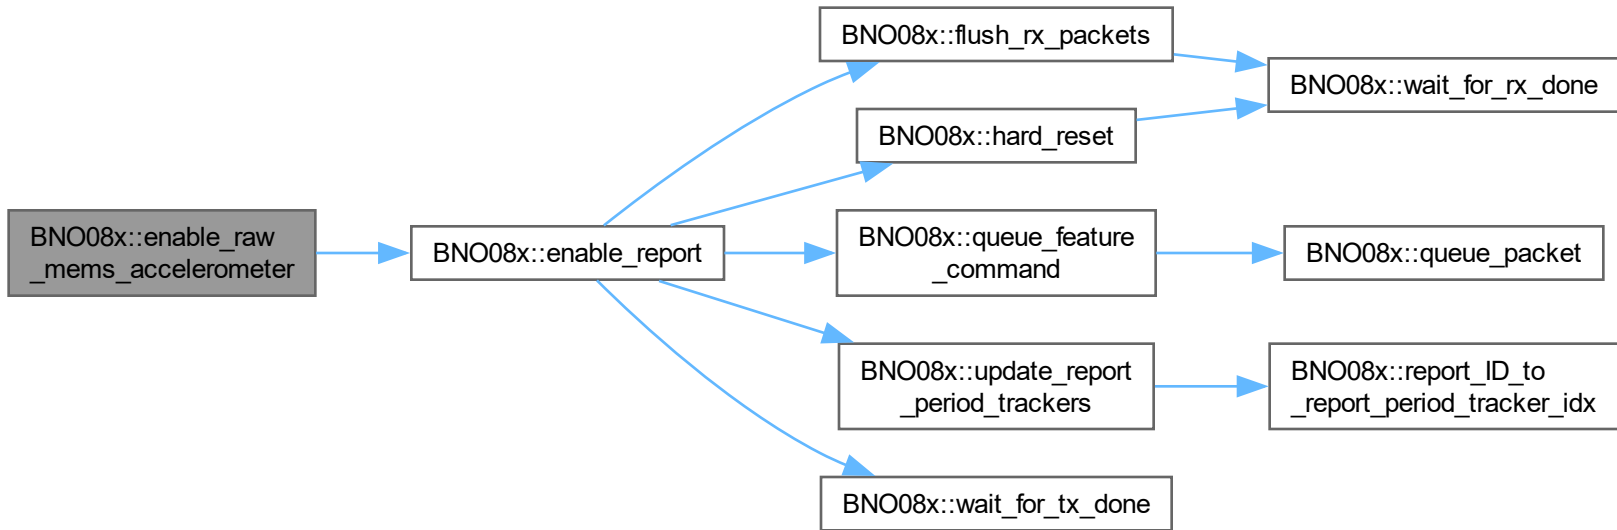 BNO08x::enable_raw
_mems_accelerometer
BNO08x::enable_report
BNO08x::flush_rx_packets
BNO08x::hard_reset
BNO08x::queue_feature
_command
BNO08x::update_report
_period_trackers
BNO08x::wait_for_tx_done
BNO08x::wait_for_rx_done
BNO08x::queue_packet
BNO08x::report_ID_to
_report_period_tracker_idx